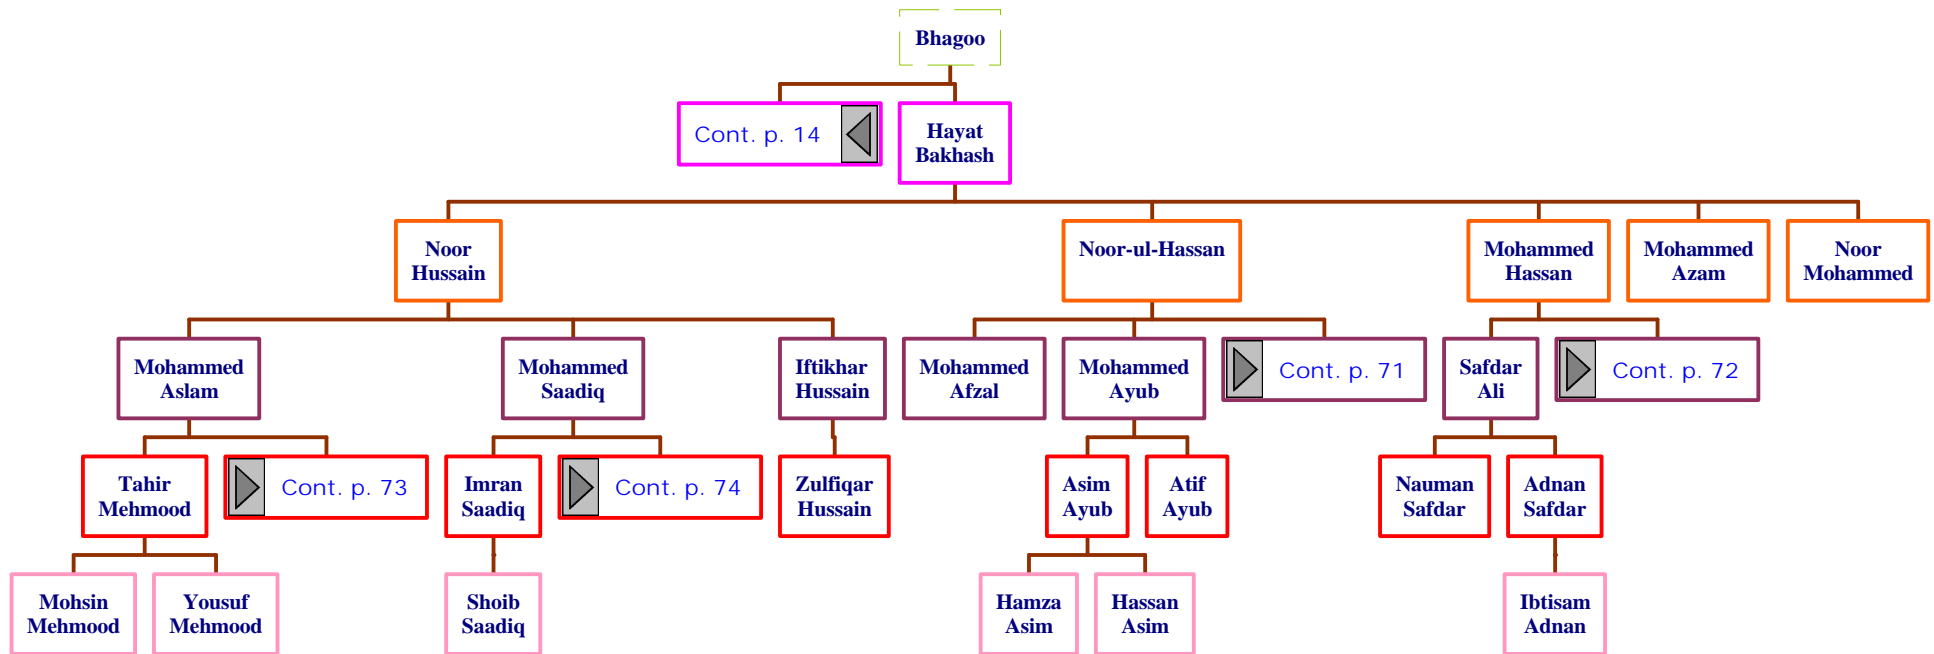 Bhagoo
Cont. p. 14
Hayat
Bakhash
Noor
Hussain
Noor-ul-Hassan
Mohammed
Hassan
Mohammed
Azam
Noor
Mohammed
Mohammed
Aslam
Mohammed
Saadiq
Iftikhar
Hussain
Mohammed
Afzal
Mohammed
Ayub
Cont. p. 71
Safdar
Ali
Cont. p. 72
Tahir
Mehmood
Cont. p. 73
Imran
Saadiq
Cont. p. 74
Zulfiqar
Hussain
Asim
Ayub
Atif
Ayub
Nauman
Safdar
Adnan
Safdar
Mohsin
Mehmood
Yousuf
Mehmood
Shoib
Saadiq
Hamza
Asim
Hassan
Asim
Ibtisam
Adnan